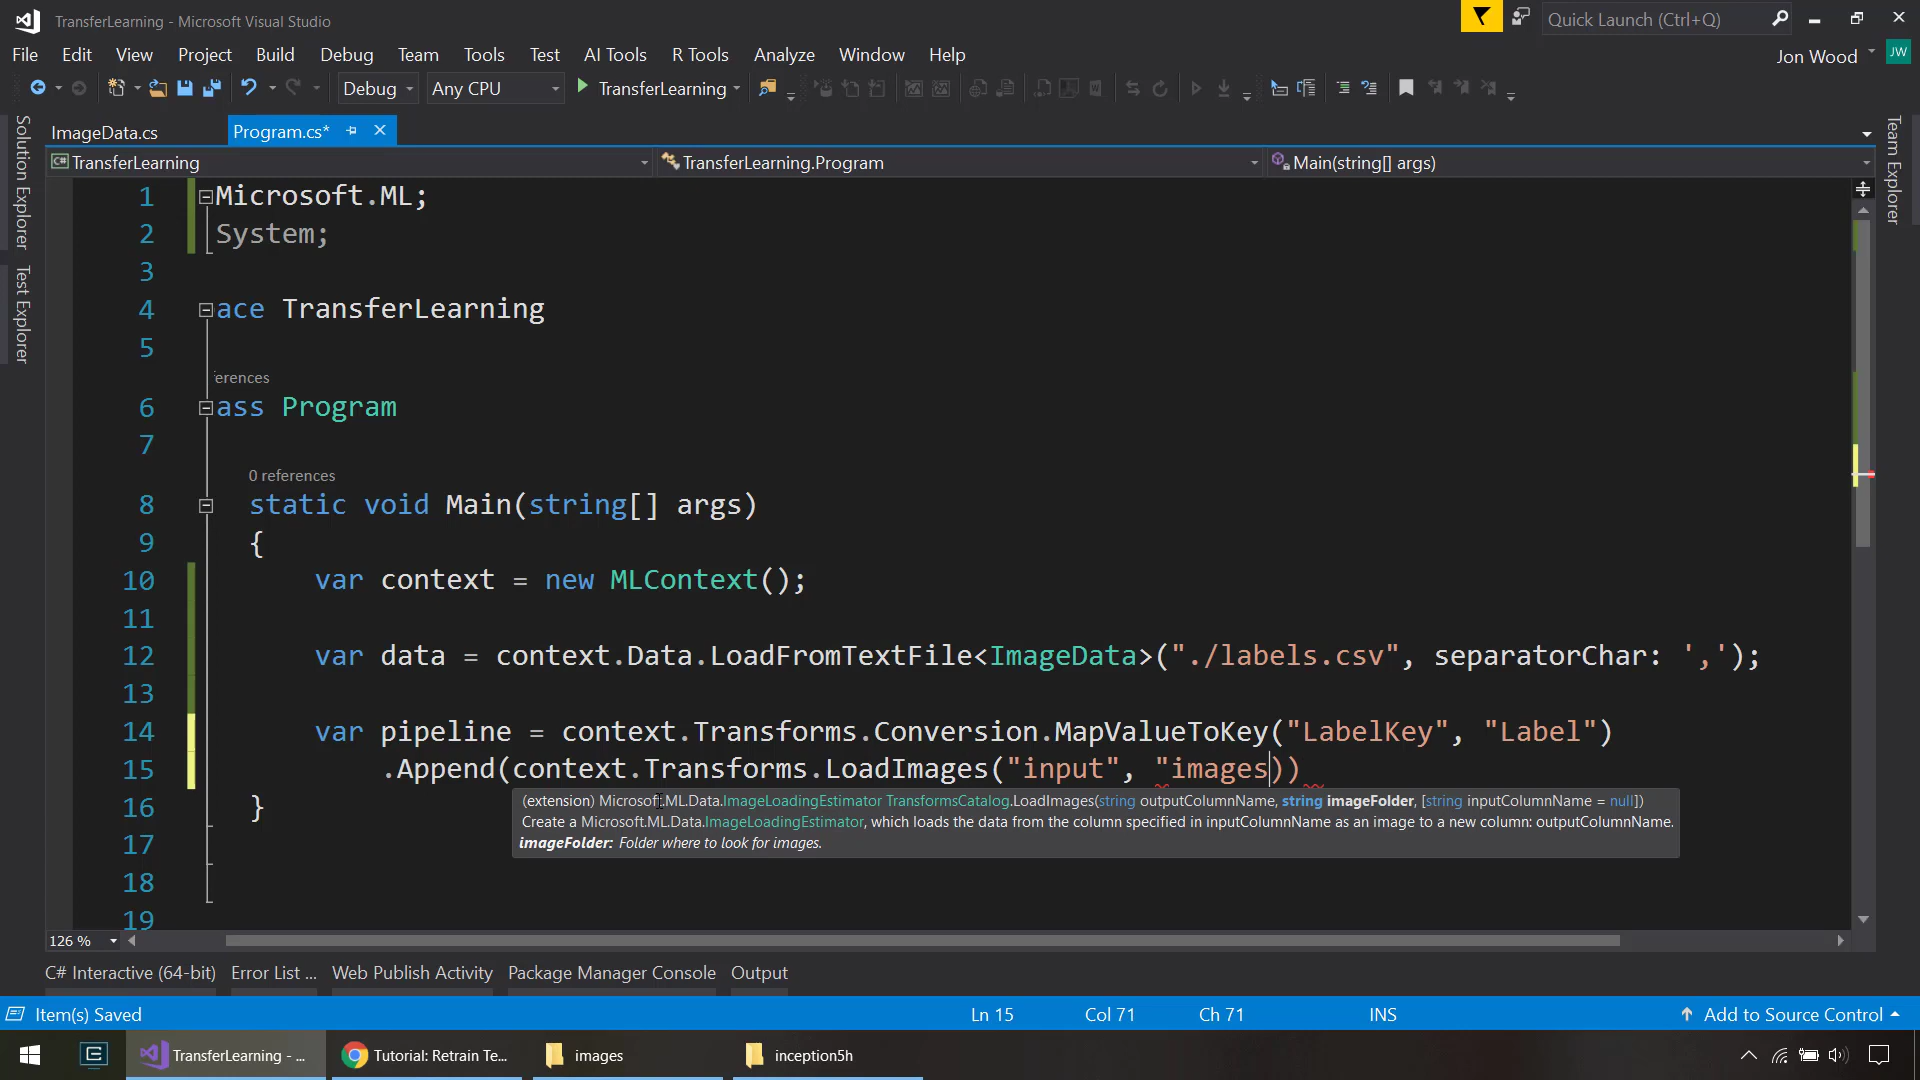 TransferLearning - Microsoft Visual Studio
Quick Launch (Ctrl+Q)
File Edit View Project Build Debug Team Tools Test AI Tools R Tools Analyze Window Help
Jon Wood JW
Debug Any CPU TransferLearning
ImageData.cs Program.cs*
TransferLearning TransferLearning.Program Main(string[] args)
Solution Explorer
Test Explorer
Team Explorer
1 Microsoft.ML;
2 System;
3
4 ace TransferLearning
5
ferences
6 ass Program
7
0 references
8 static void Main(string[] args)
9 {
10 var context = new MLContext();
11
12 var data = context.Data.LoadFromTextFile<ImageData>("./labels.csv", separatorChar: ',');
13
14 var pipeline = context.Transforms.Conversion.MapValueToKey("LabelKey", "Label")
15 .Append(context.Transforms.LoadImages("input", "images))
(extension) Microsoft.ML.Data.ImageLoadingEstimator TransformsCatalog.LoadImages(string outputColumnName, string imageFolder, [string inputColumnName = null])
Create a Microsoft.ML.Data.ImageLoadingEstimator, which loads the data from the column specified in inputColumnName as an image to a new column: outputColumnName.
imageFolder: Folder where to look for images.
16 }
17
18
19
126 %
C# Interactive (64-bit) Error List ... Web Publish Activity Package Manager Console Output
Item(s) Saved Ln 15 Col 71 Ch 71 INS Add to Source Control
TransferLearning - ... Tutorial: Retrain Te... images inception5h